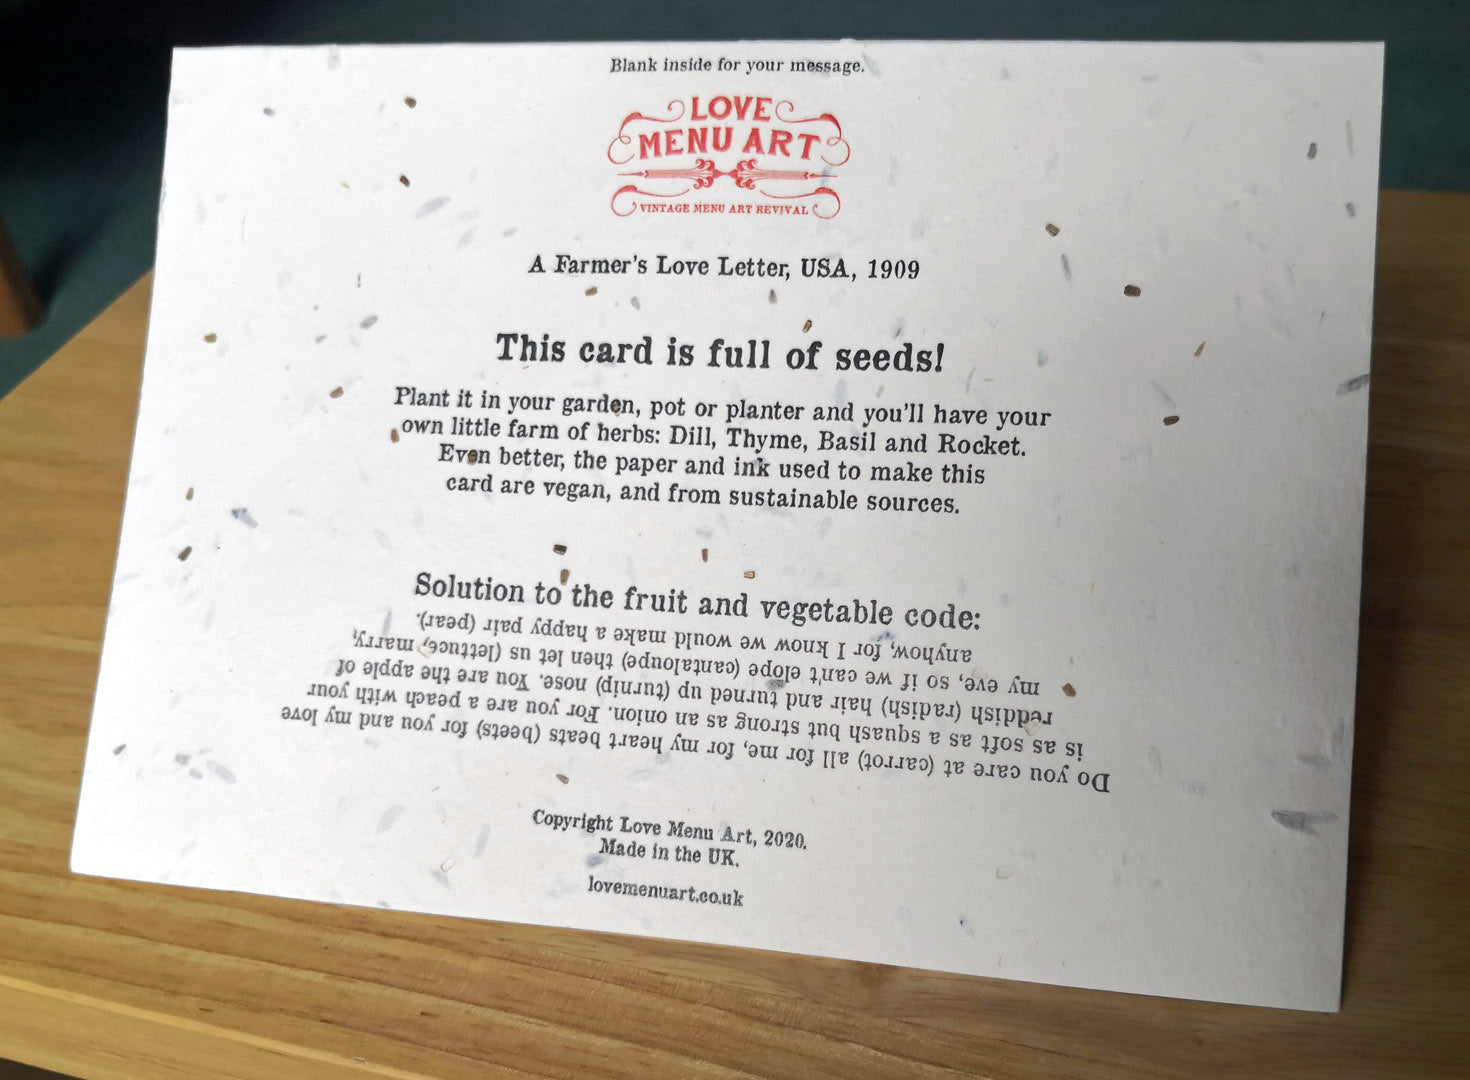 Blank inside for your message.
LOVE
MENU ART
VINTAGE MENU ART REVIVAL
A Farmer's Love Letter, USA, 1909
This card is full of seeds!
Plant it in your garden, pot or planter and you'll have your
own little farm of herbs: Dill, Thyme, Basil and Rocket.
Even better, the paper and ink used to make this
card are vegan, and from sustainable sources.
Solution to the fruit and vegetable code:
Do you care at (carrot) all for me, for my heart beats (beets) for you and my love
is as soft as a squash but strong as an onion. For you are a peach with your
reddish (radish) hair and turned up (turnip) nose. You are the apple of
my eve, so if we can't elope (cantaloupe) then let us (lettuce, marry,
anyhow, for I know we would make a happy pair (pear).
Copyright Love Menu Art, 2020.
Made in the UK.
lovemenuart.co.uk